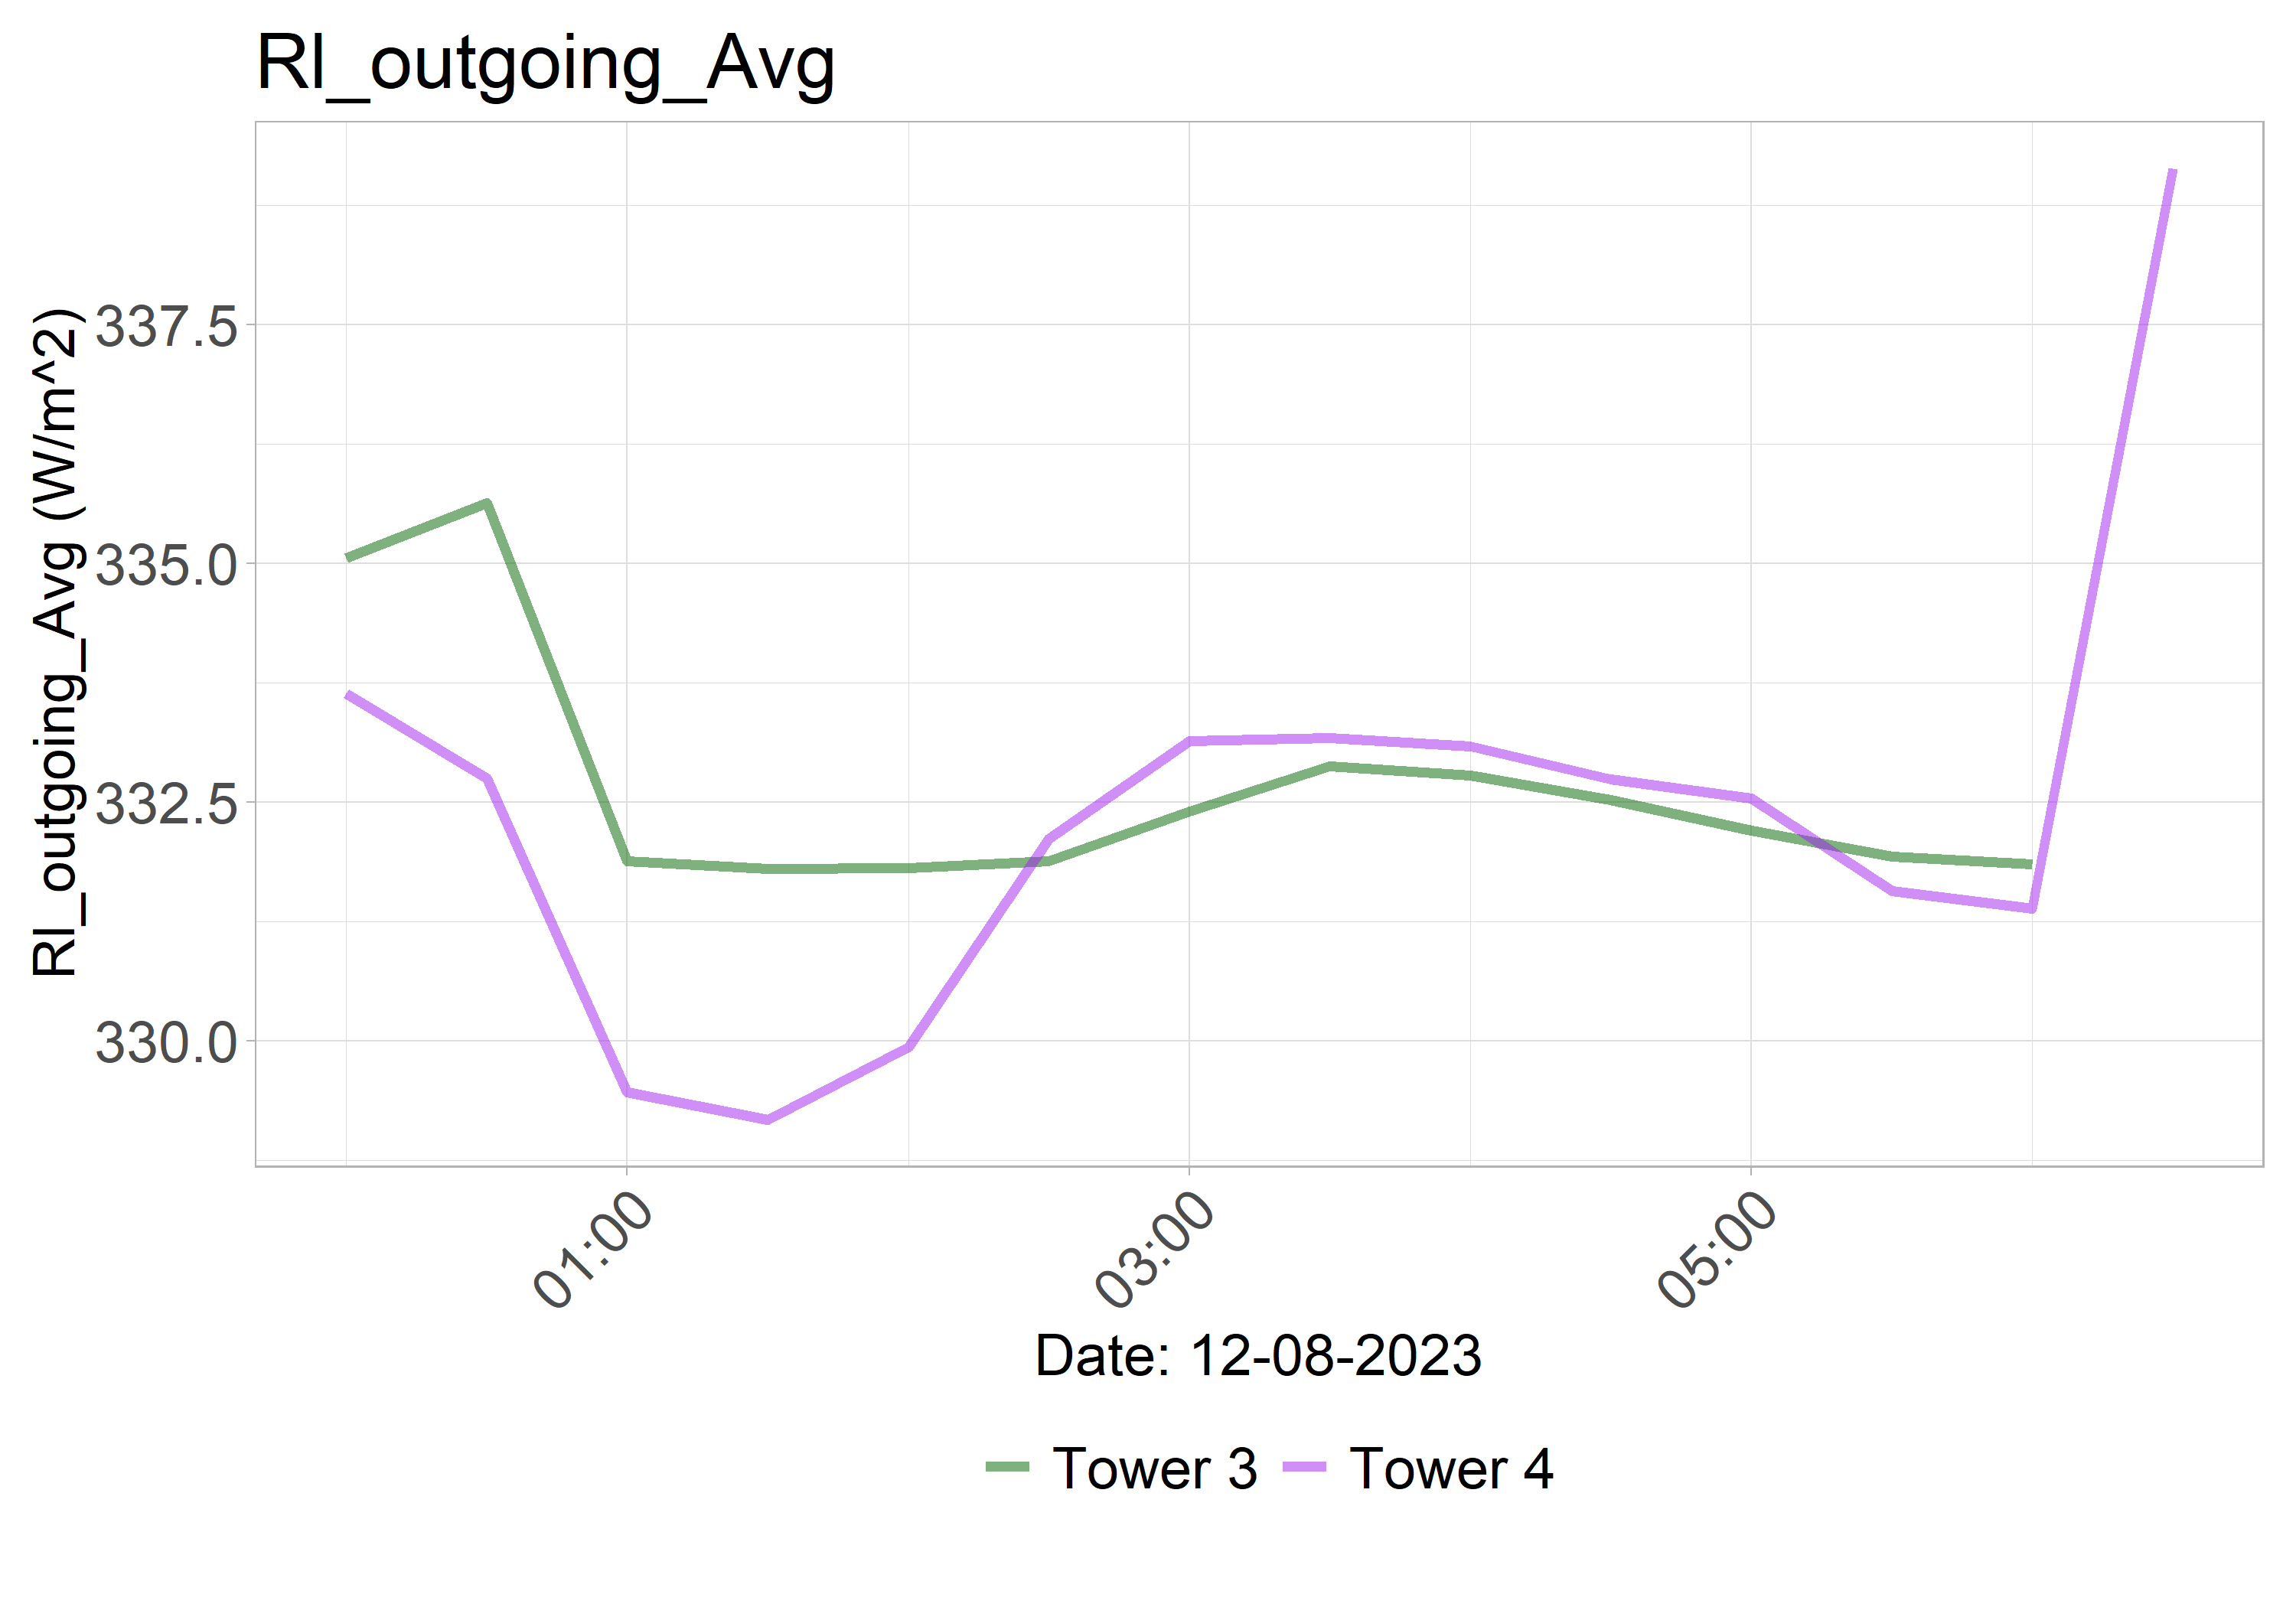 Rl_outgoing_Avg
Rl_outgoing_Avg (W/m^2)
337.5
335.0
332.5
330.0
01:00
03:00
05:00
Date: 12-08-2023
Tower 3
Tower 4